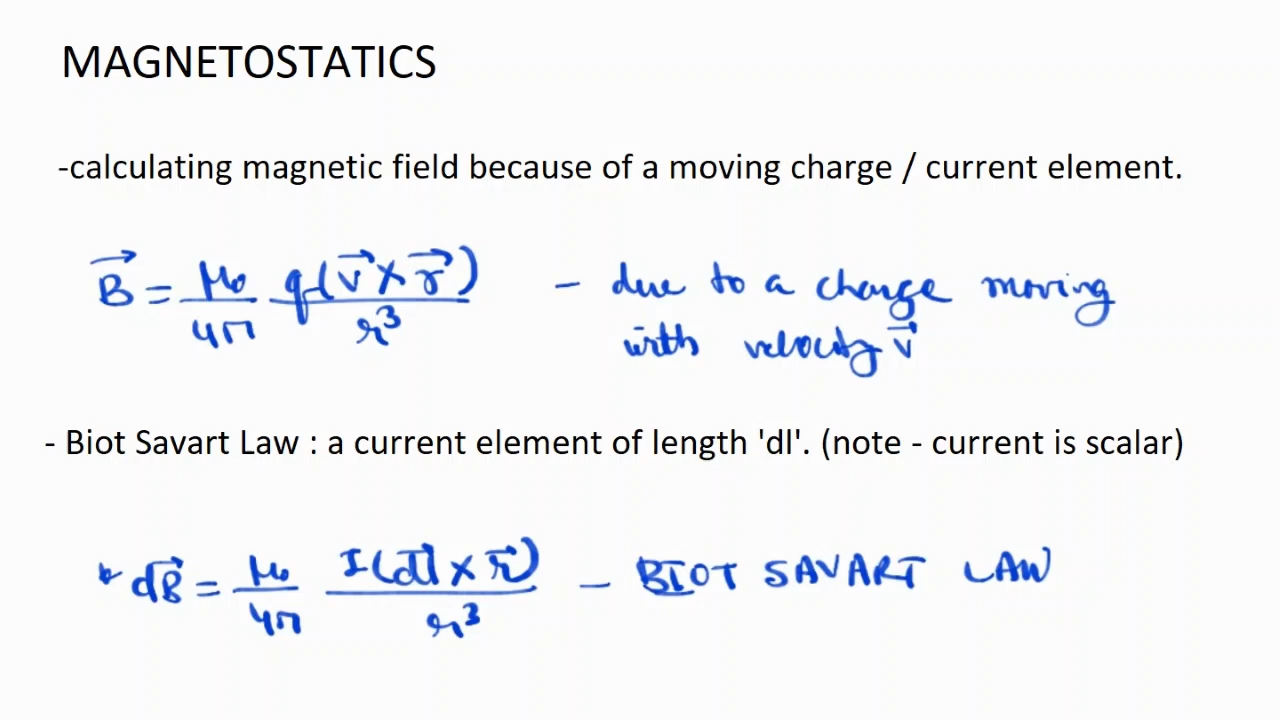 MAGNETOSTATICS
-calculating magnetic field because of a moving charge / current element.
B⃗ = μ₀/4π q(v⃗ × r⃗)/r³ – due to a charge moving
with velocity v⃗
- Biot Savart Law : a current element of length 'dl'. (note - current is scalar)
* dB⃗ = μ₀/4π I(dl⃗ × r⃗)/r³ – BIOT SAVART LAW